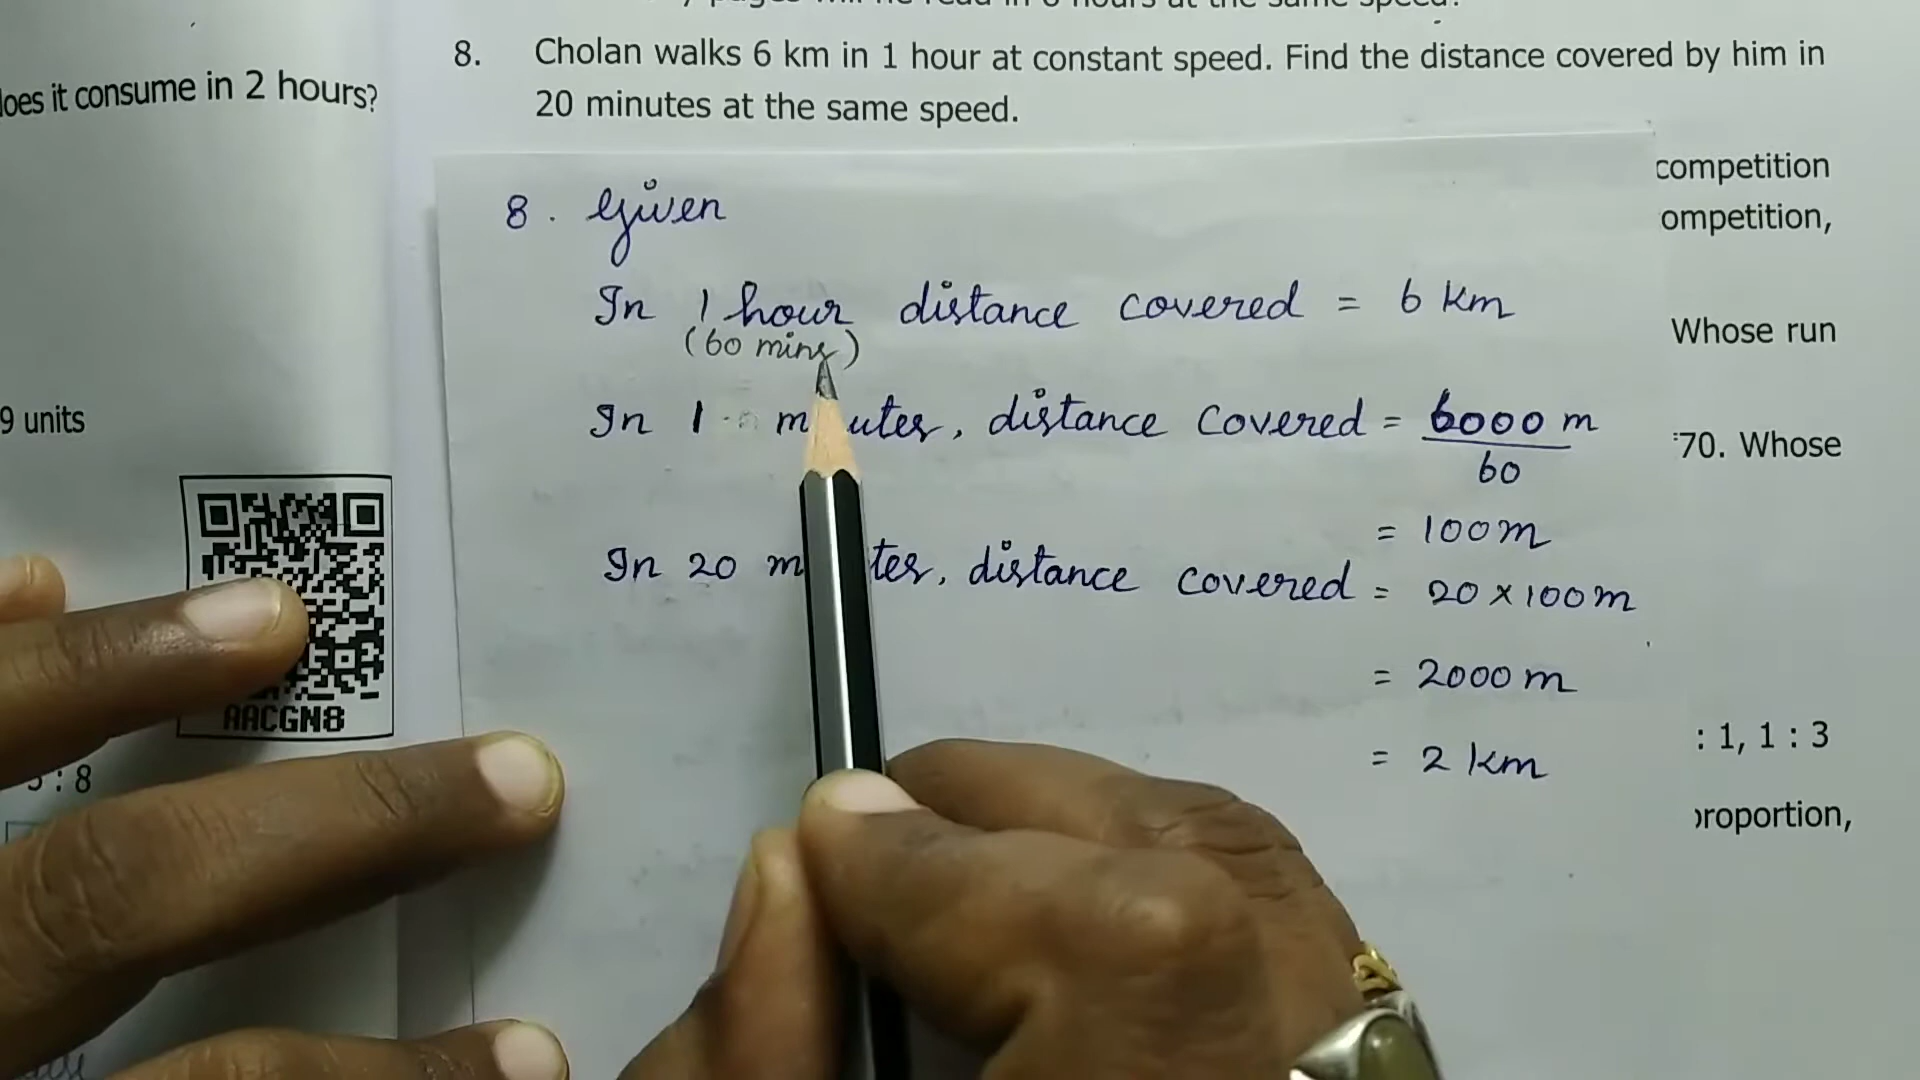 8. Cholan walks 6 km in 1 hour at constant speed. Find the distance covered by him in
20 minutes at the same speed.
does it consume in 2 hours?
9 units
AACGN8
: 8
8. Given
In 1 hour distance covered = 6 km
(60 mins)
In 1 m utes, distance covered = 6000 m
60
= 100m
In 20 m tes, distance covered = 20 × 100m
= 2000 m
= 2 km
competition
ompetition,
Whose run
70. Whose
: 1, 1 : 3
roportion,